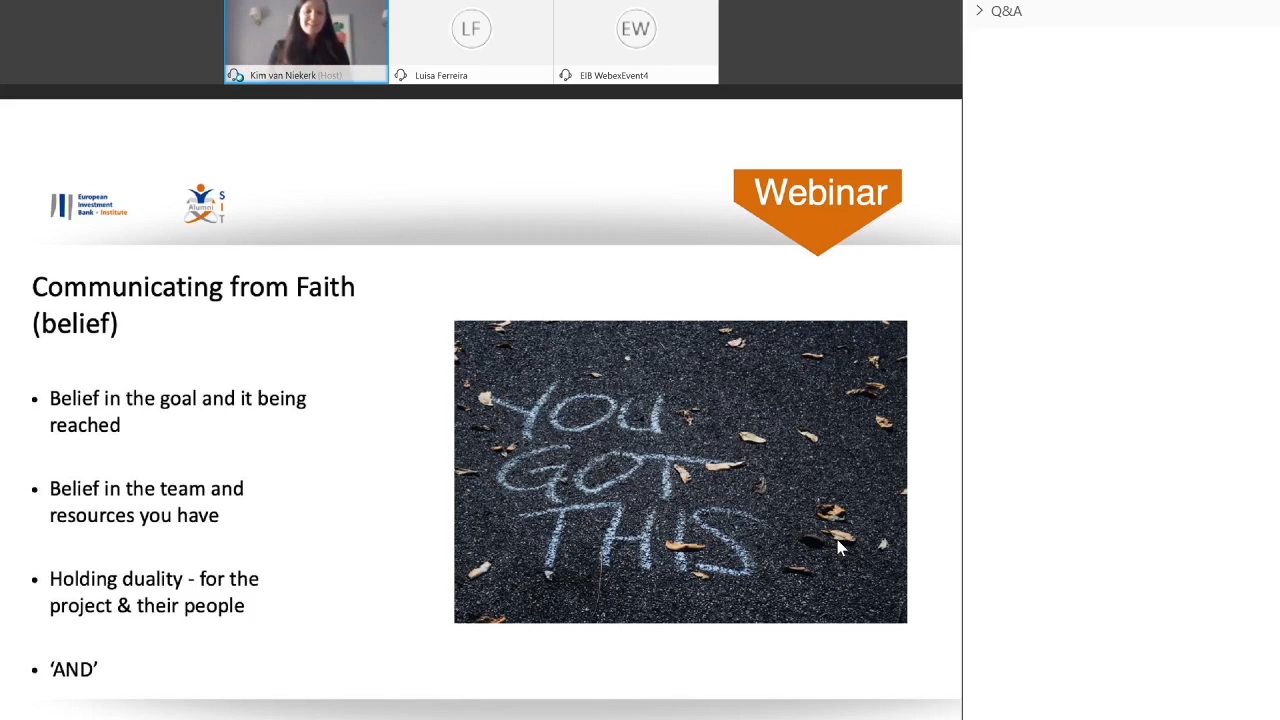 Q&A
LF
EW
Kim van Niekerk (Host)
Luisa Ferreira
EIB WebexEvent4
Webinar
European
Investment
Bank - Institute
Alumni
S
I
T
Communicating from Faith
(belief)
• Belief in the goal and it being
reached
• Belief in the team and
resources you have
• Holding duality - for the
project & their people
• ‘AND’
YOU
GOT
THIS